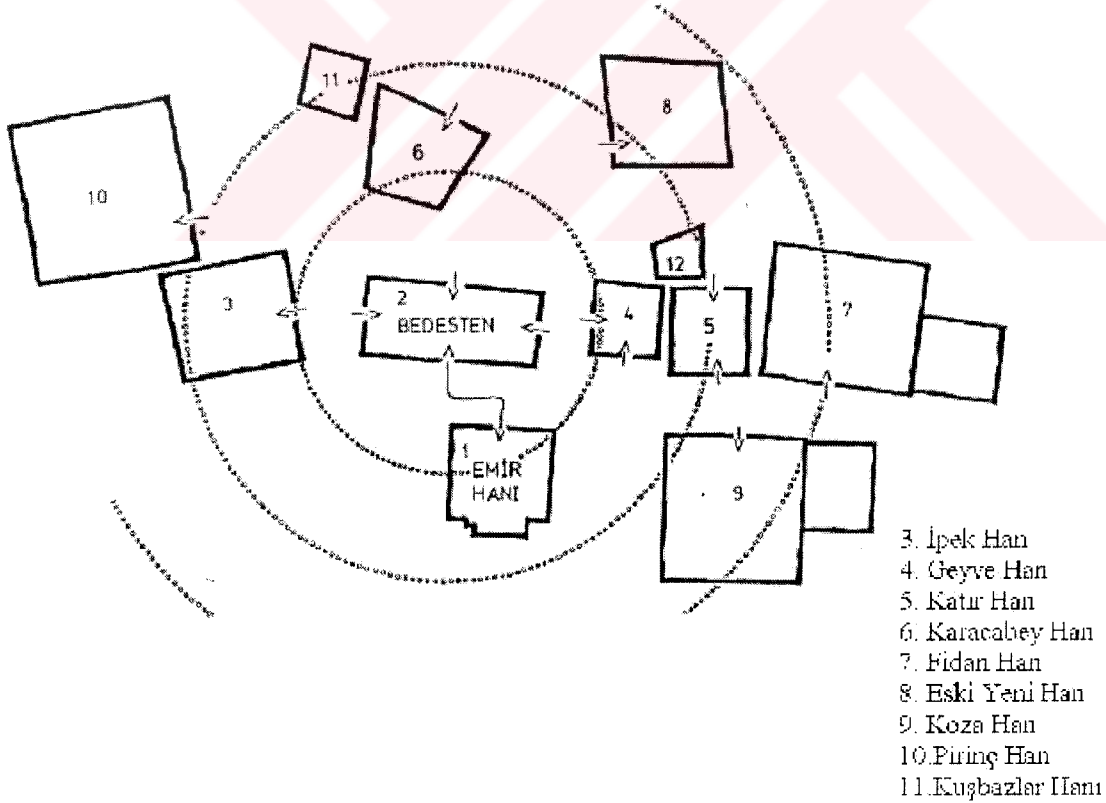 11
8
6
10
12
3
2
BEDESTEN
4
5
7
1
EMİR
HANI
9
3. İpek Han
4. Geyve Han
5. Katır Han
6. Karacabey Han
7. Fidan Han
8. Eski Yeni Han
9. Koza Han
10.Pirinç Han
11.Kuşbazlar Hanı